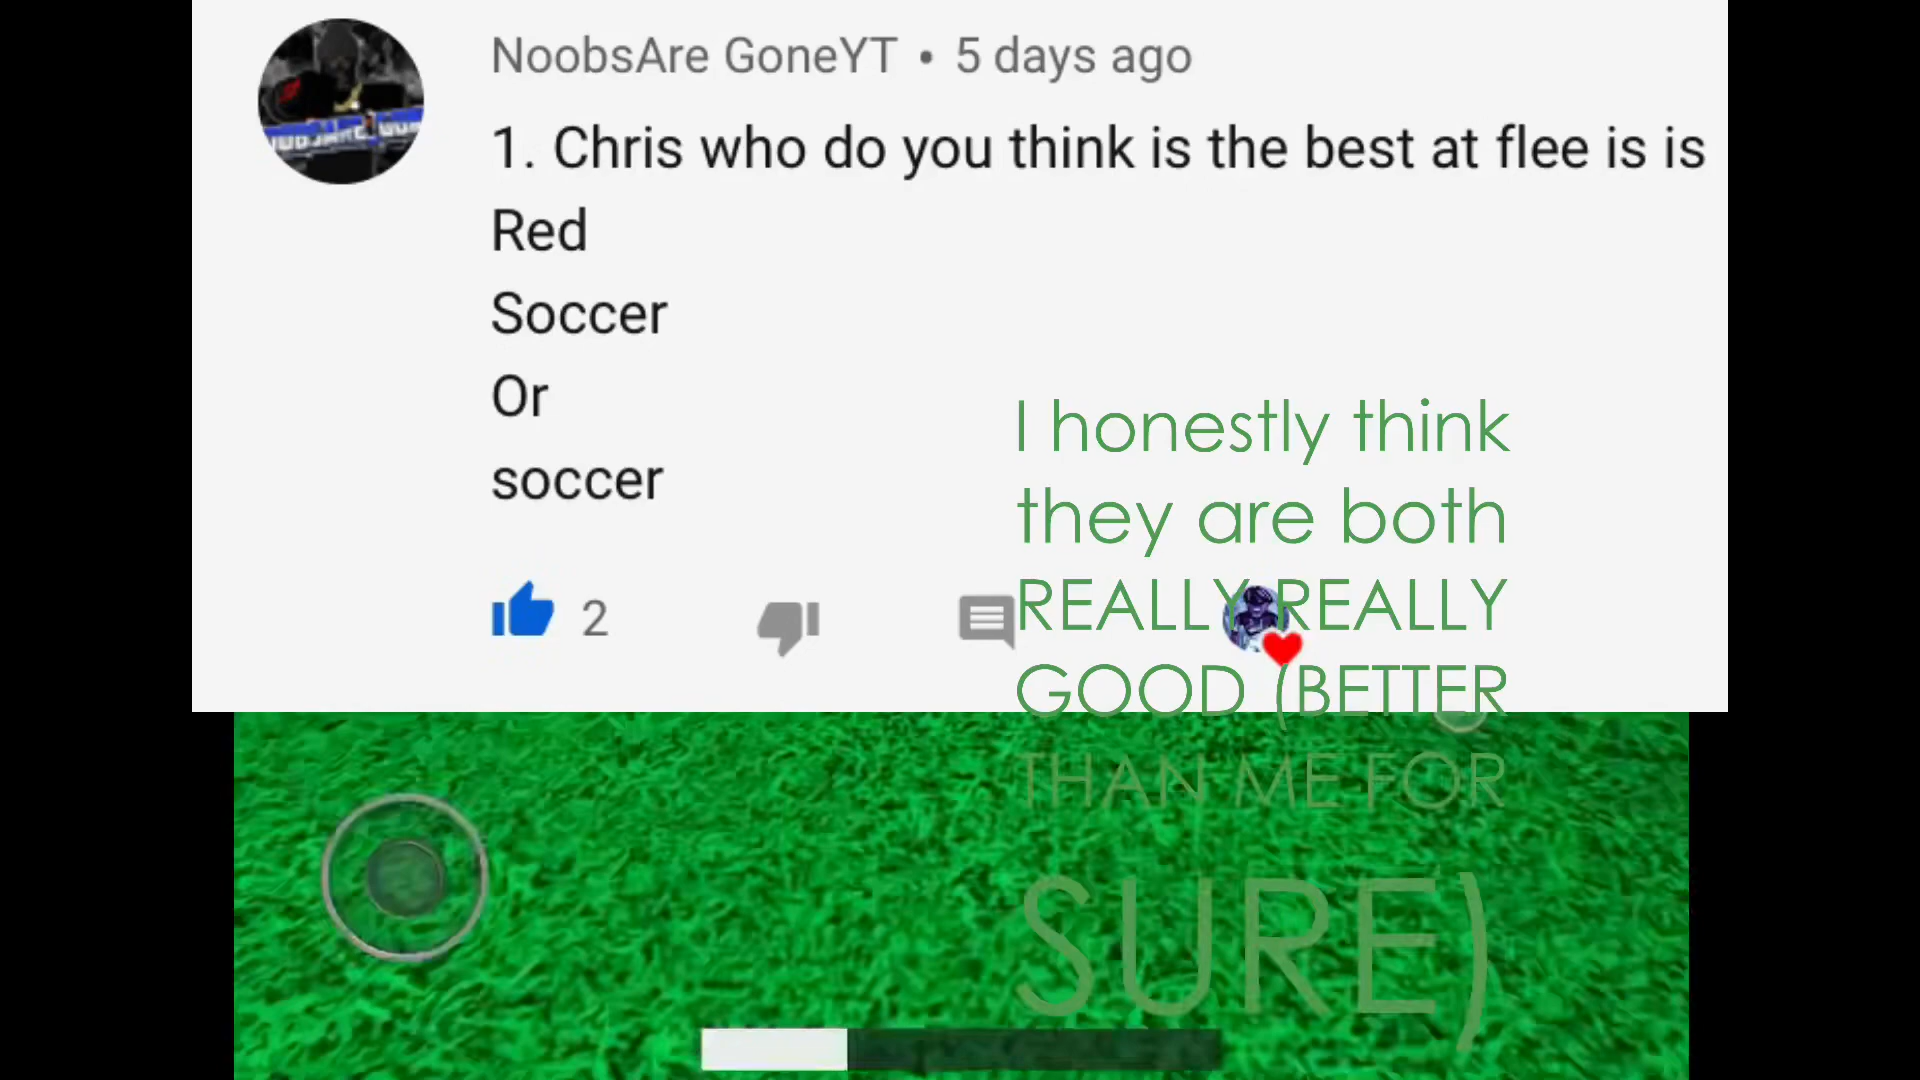 NoobsAre GoneYT • 5 days ago
1. Chris who do you think is the best at flee is is
Red
Soccer
Or
soccer
2
I honestly think
they are both
REALLY REALLY
GOOD (BETTER
THAN ME FOR
SURE)